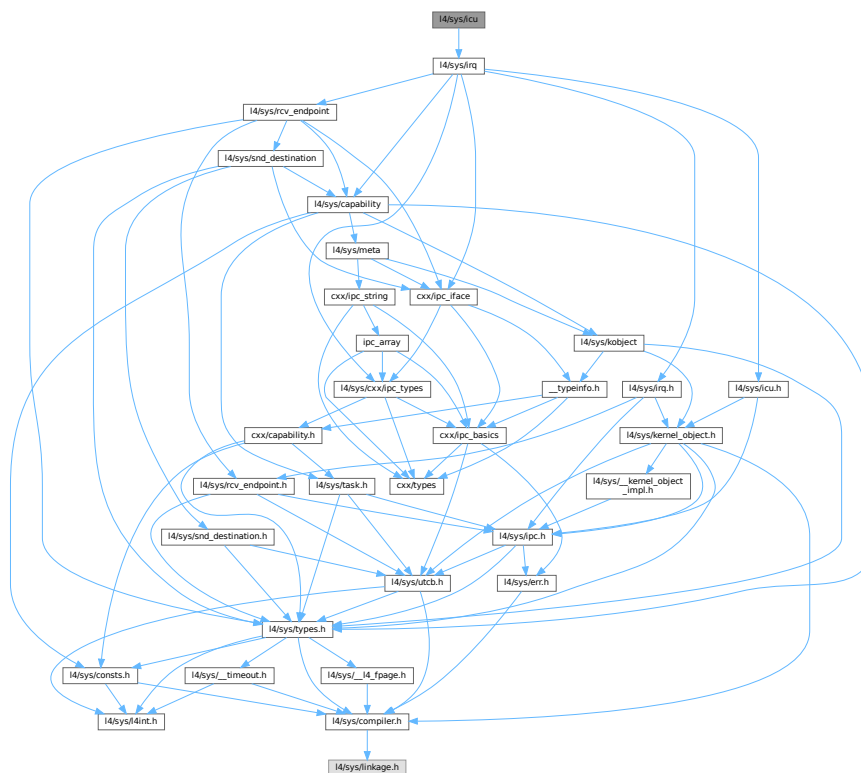 l4/sys/icu
l4/sys/irq
l4/sys/rcv_endpoint
l4/sys/snd_destination
l4/sys/capability
l4/sys/meta
cxx/ipc_string
cxx/ipc_iface
ipc_array
l4/sys/kobject
l4/sys/cxx/ipc_types
__typeinfo.h
l4/sys/irq.h
l4/sys/icu.h
cxx/capability.h
cxx/ipc_basics
l4/sys/kernel_object.h
l4/sys/rcv_endpoint.h
l4/sys/task.h
cxx/types
l4/sys/__kernel_object
_impl.h
l4/sys/snd_destination.h
l4/sys/ipc.h
l4/sys/utcb.h
l4/sys/err.h
l4/sys/types.h
l4/sys/consts.h
l4/sys/__timeout.h
l4/sys/__l4_fpage.h
l4/sys/l4int.h
l4/sys/compiler.h
l4/sys/linkage.h